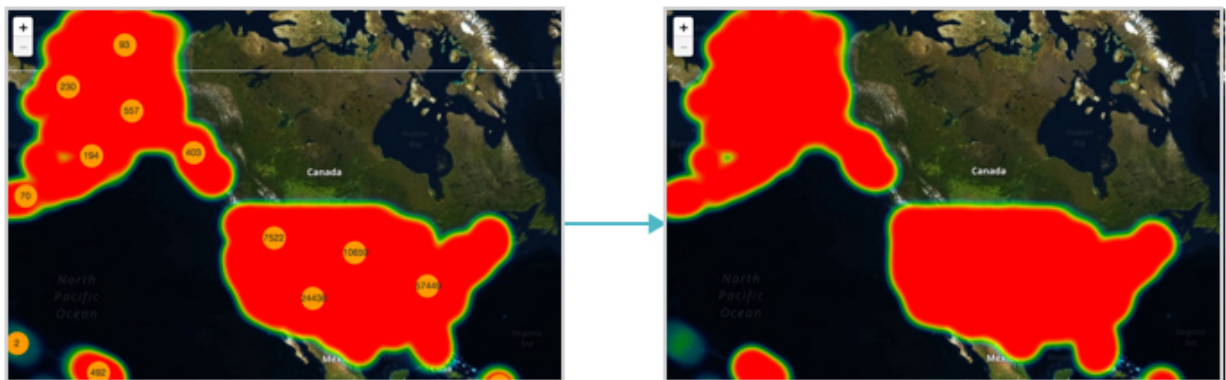 +
93
230
557
194
403
70
Canada
7522
10650
24436
57449
North
Pacific
Ocean
2
492
+
Canada
North
Pacific
Ocean